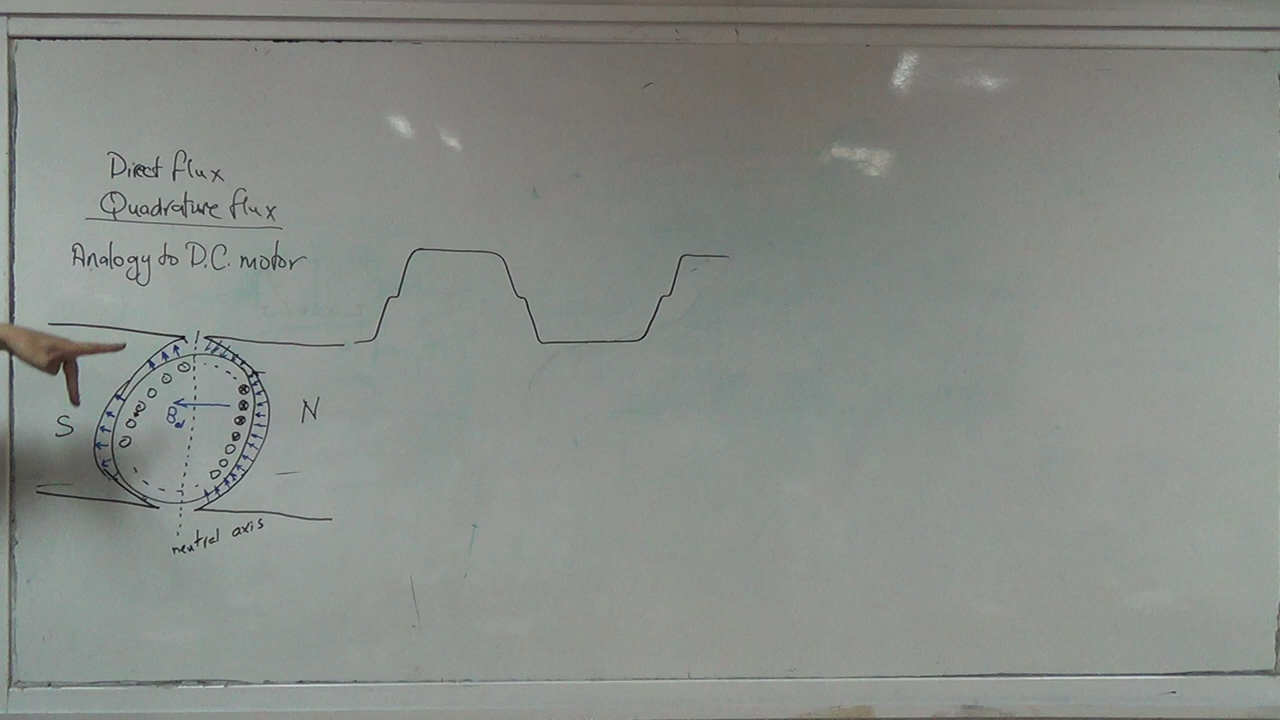 Direct flux
Quadrature flux
Analogy to D.C. motor
S
N
neutral axis